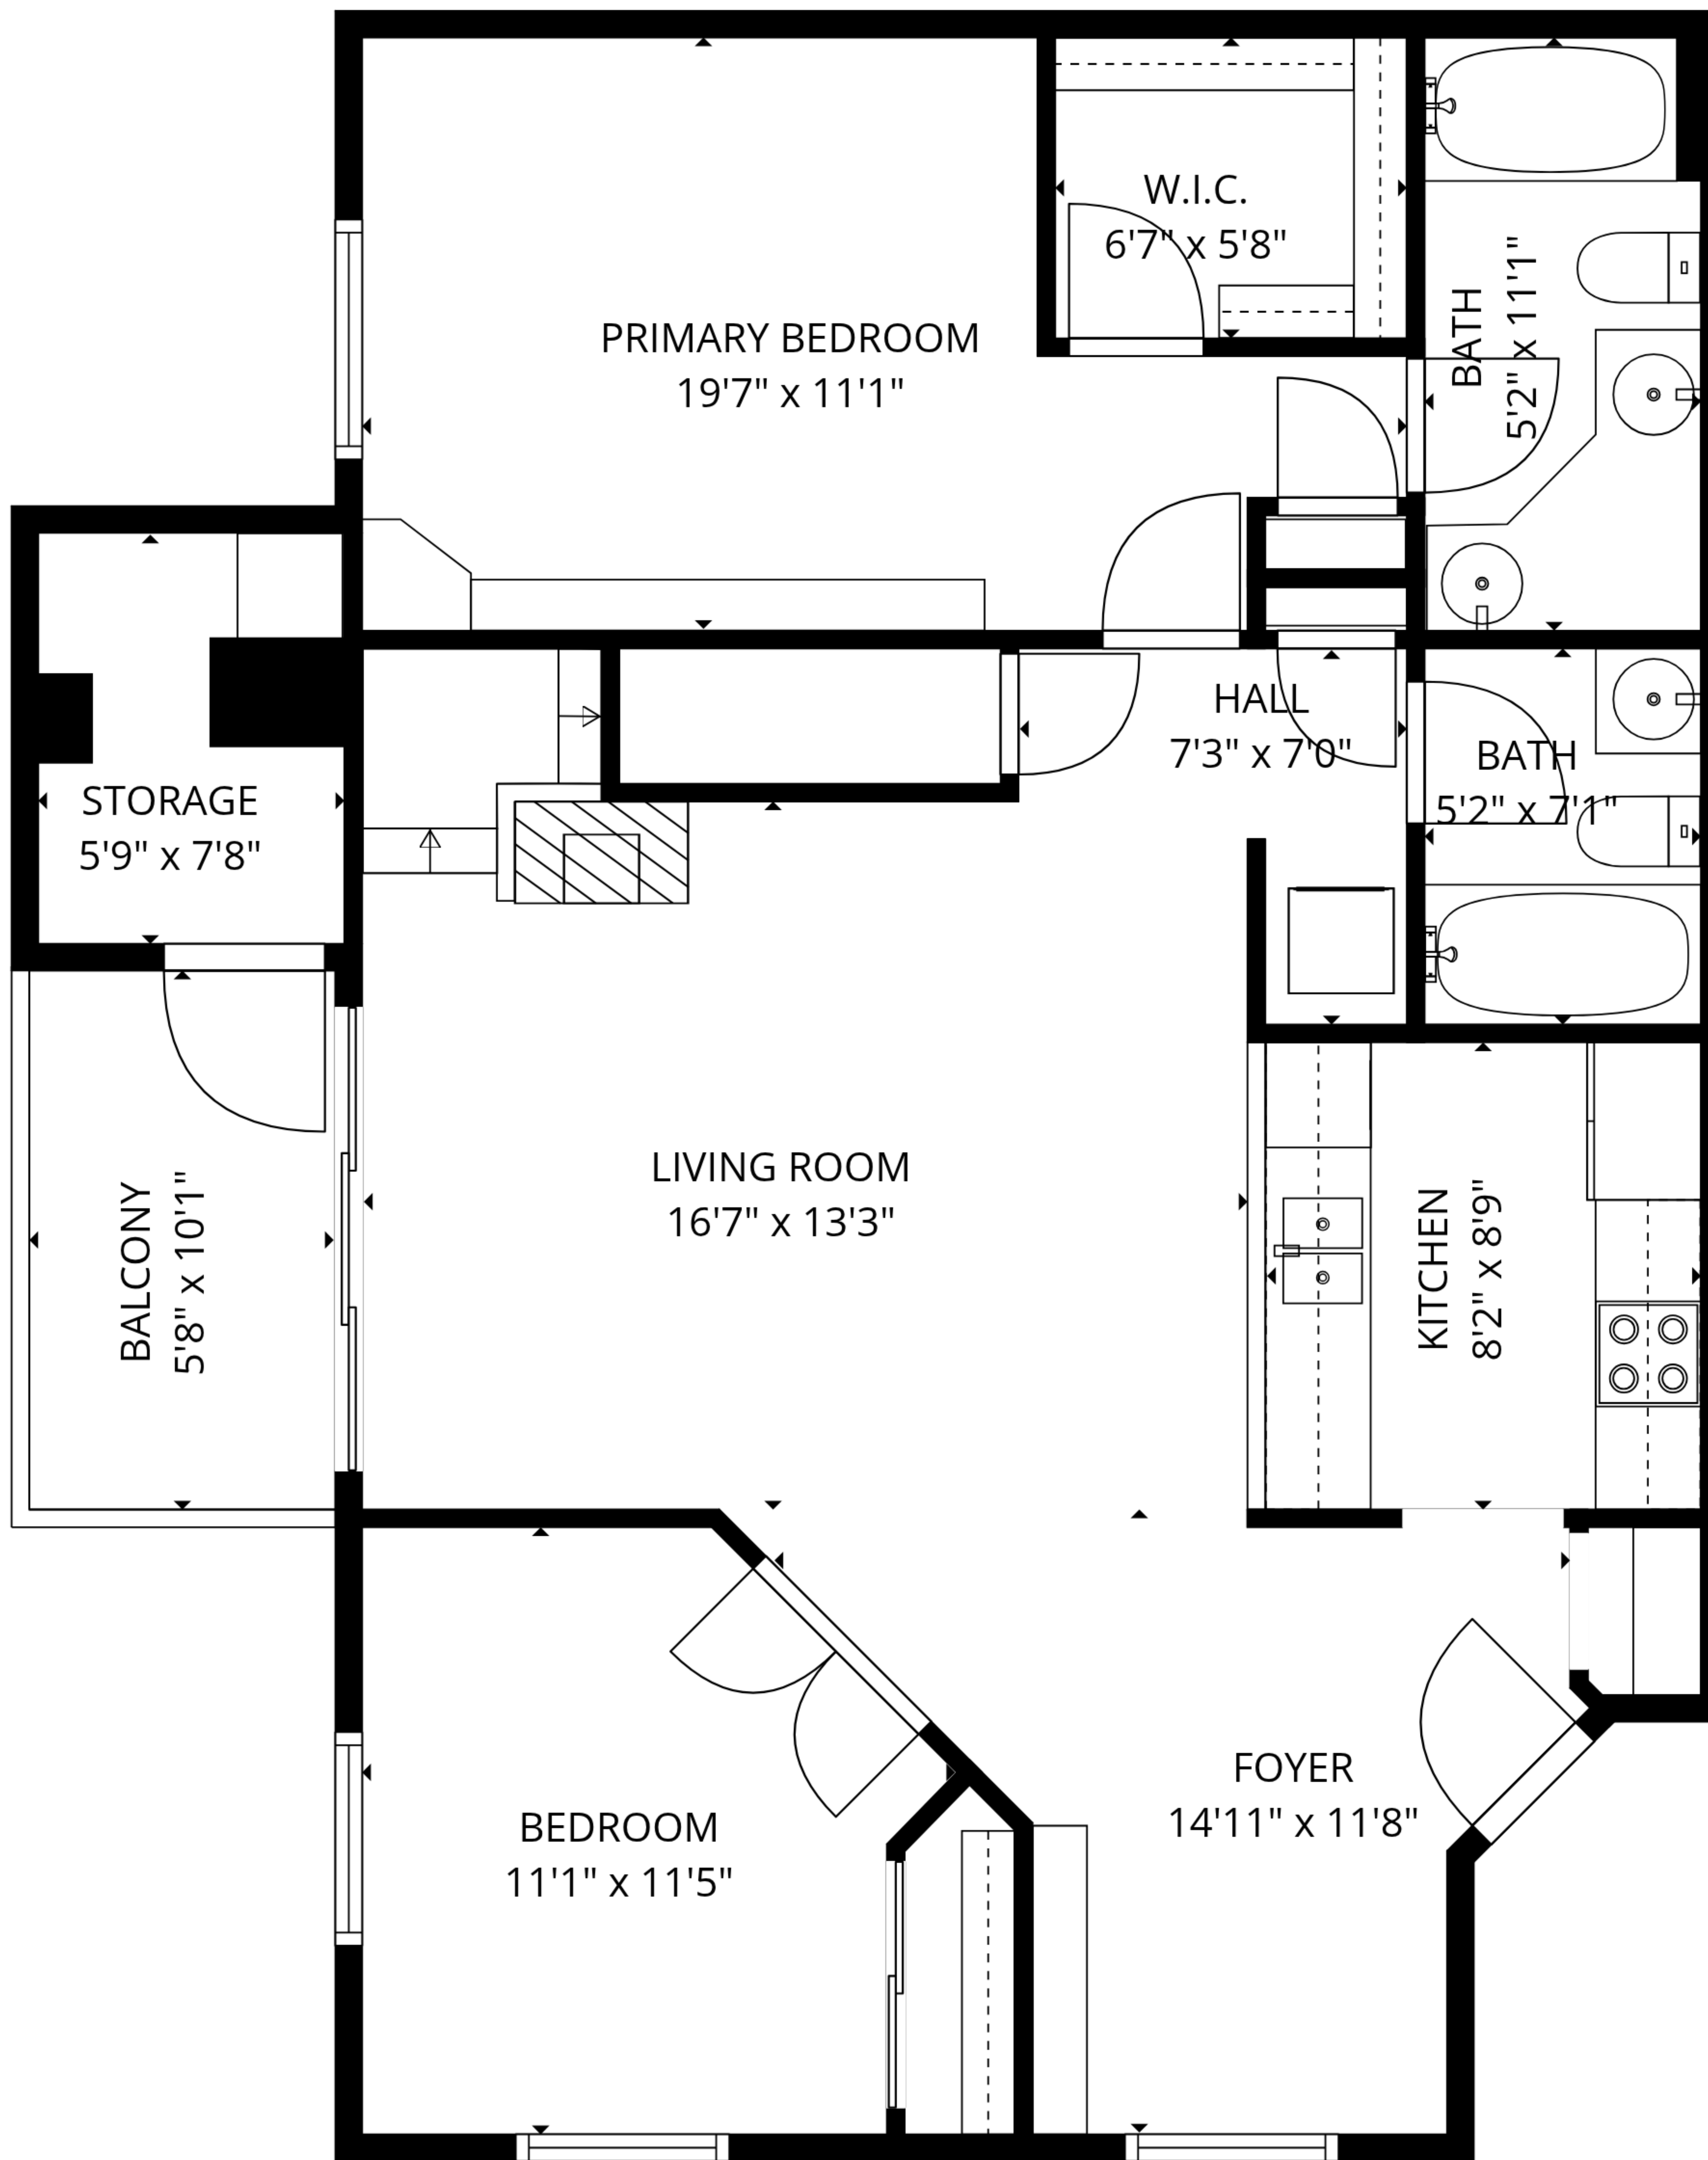 W.I.C.
6'7" x 5'8"
BATH
5'2" x 11'1"
PRIMARY BEDROOM
19'7" x 11'1"
HALL
7'3" x 7'0"
BATH
5'2" x 7'1"
STORAGE
5'9" x 7'8"
LIVING ROOM
16'7" x 13'3"
BALCONY
5'8" x 10'1"
KITCHEN
8'2" x 8'9"
FOYER
14'11" x 11'8"
BEDROOM
11'1" x 11'5"